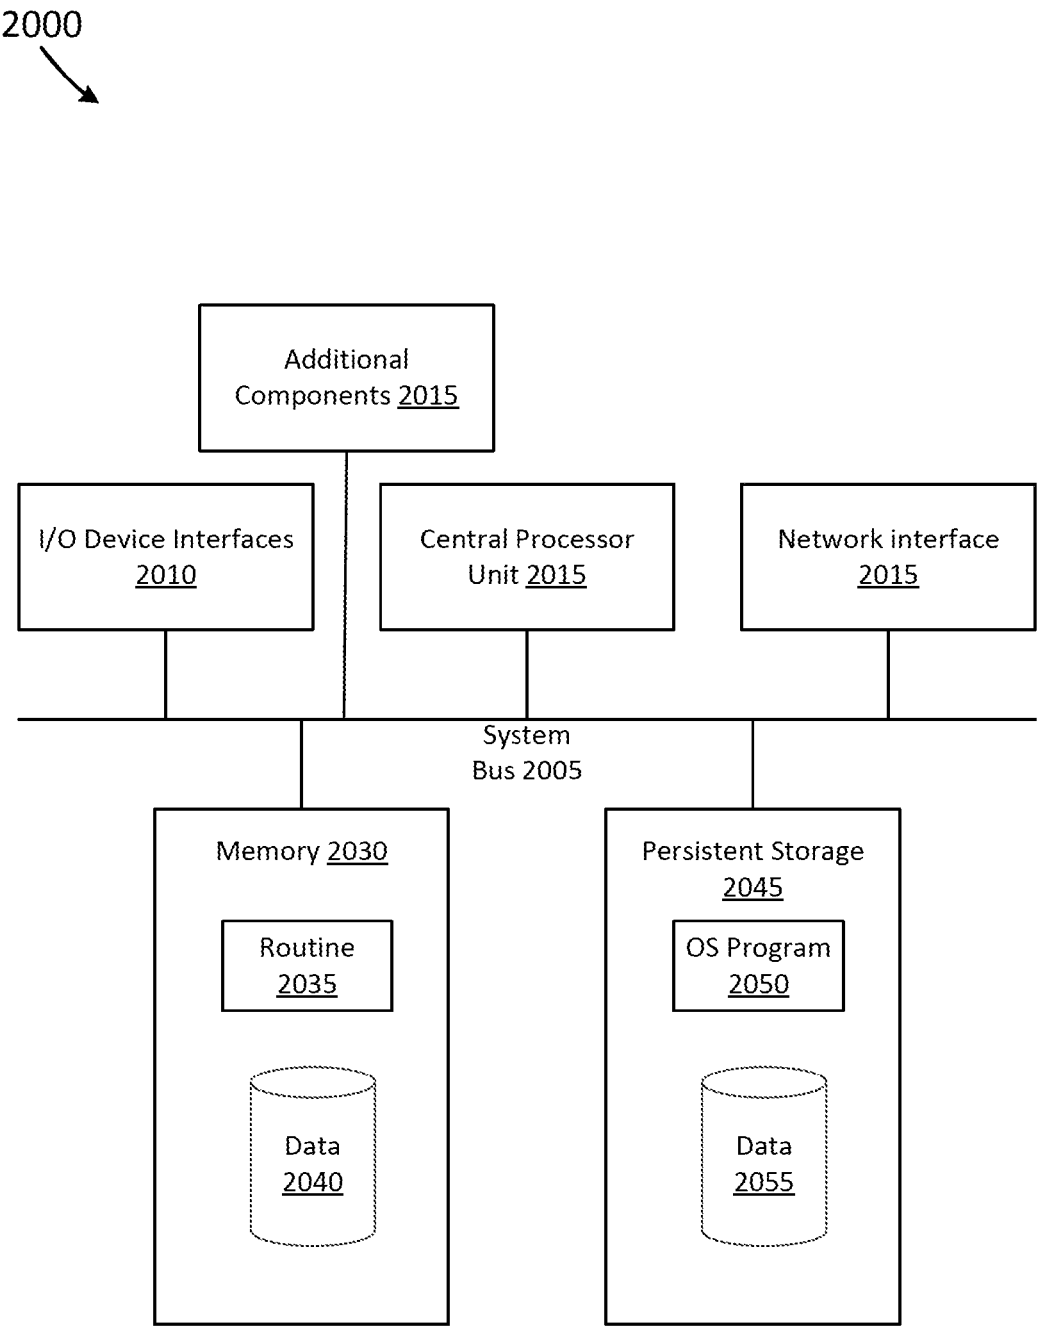 2000
Additional
Components 2015
I/O Device Interfaces
2010
Central Processor
Unit 2015
Network interface
2015
System
Bus 2005
Memory 2030
Routine
2035
Data
2040
Persistent Storage
2045
OS Program
2050
Data
2055